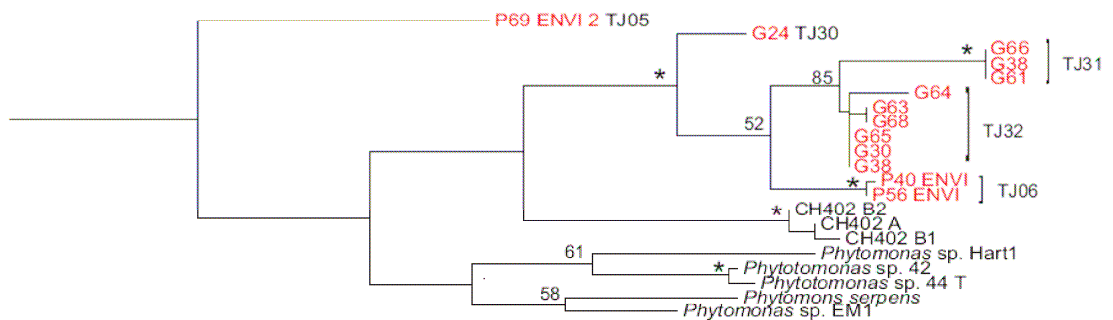 P69 ENVI 2 TJ05
G24 TJ30
*
*
G66
G38
G61
TJ31
85
G64
G63
G68
G65
G30
G38
TJ32
52
*
P40 ENVI
P56 ENVI
TJ06
*
CH402 B2
CH402 A
CH402 B1
Phytomonas sp. Hart1
61
*
Phytotomonas sp. 42
Phytotomonas sp. 44 T
58
Phytomons serpens
Phytomonas sp. EM1